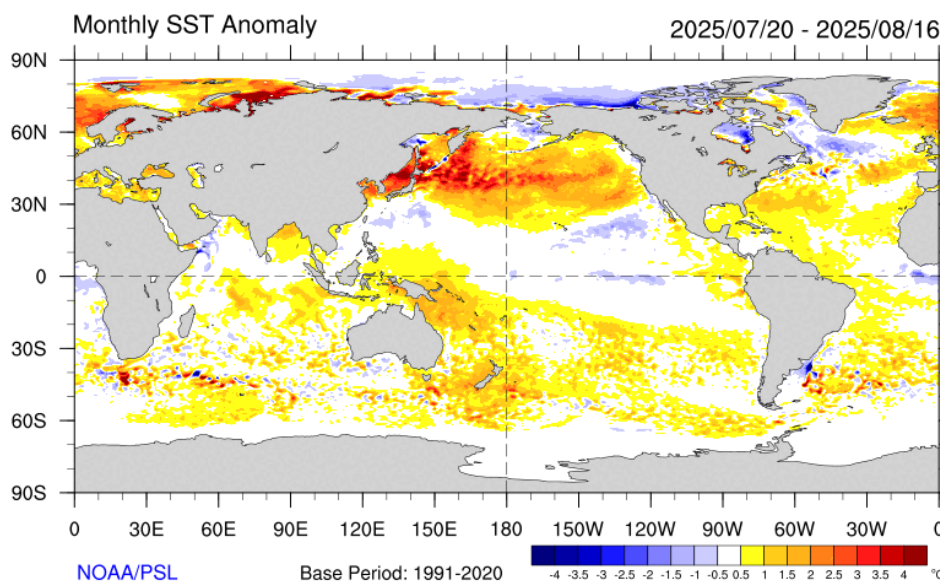 Monthly SST Anomaly 2025/07/20 - 2025/08/16
90N
60N
30N
0
30S
60S
90S
0 30E 60E 90E 120E 150E 180 150W 120W 90W 60W 30W 0
NOAA/PSL Base Period: 1991-2020
-4 -3.5 -3 -2.5 -2 -1.5 -1 -0.5 0.5 1 1.5 2 2.5 3 3.5 4 °C